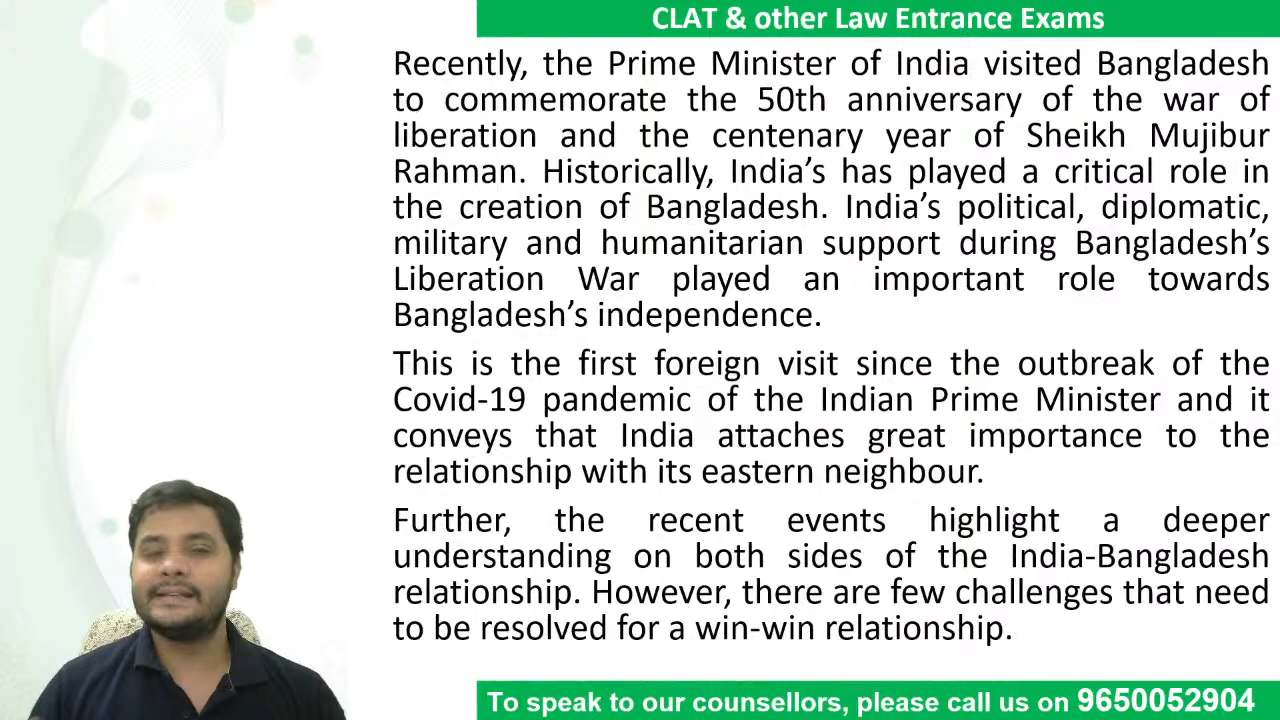 CLAT & other Law Entrance Exams
Recently, the Prime Minister of India visited Bangladesh
to commemorate the 50th anniversary of the war of
liberation and the centenary year of Sheikh Mujibur
Rahman. Historically, India’s has played a critical role in
the creation of Bangladesh. India’s political, diplomatic,
military and humanitarian support during Bangladesh’s
Liberation War played an important role towards
Bangladesh’s independence.
This is the first foreign visit since the outbreak of the
Covid-19 pandemic of the Indian Prime Minister and it
conveys that India attaches great importance to the
relationship with its eastern neighbour.
Further, the recent events highlight a deeper
understanding on both sides of the India-Bangladesh
relationship. However, there are few challenges that need
to be resolved for a win-win relationship.
To speak to our counsellors, please call us on 9650052904